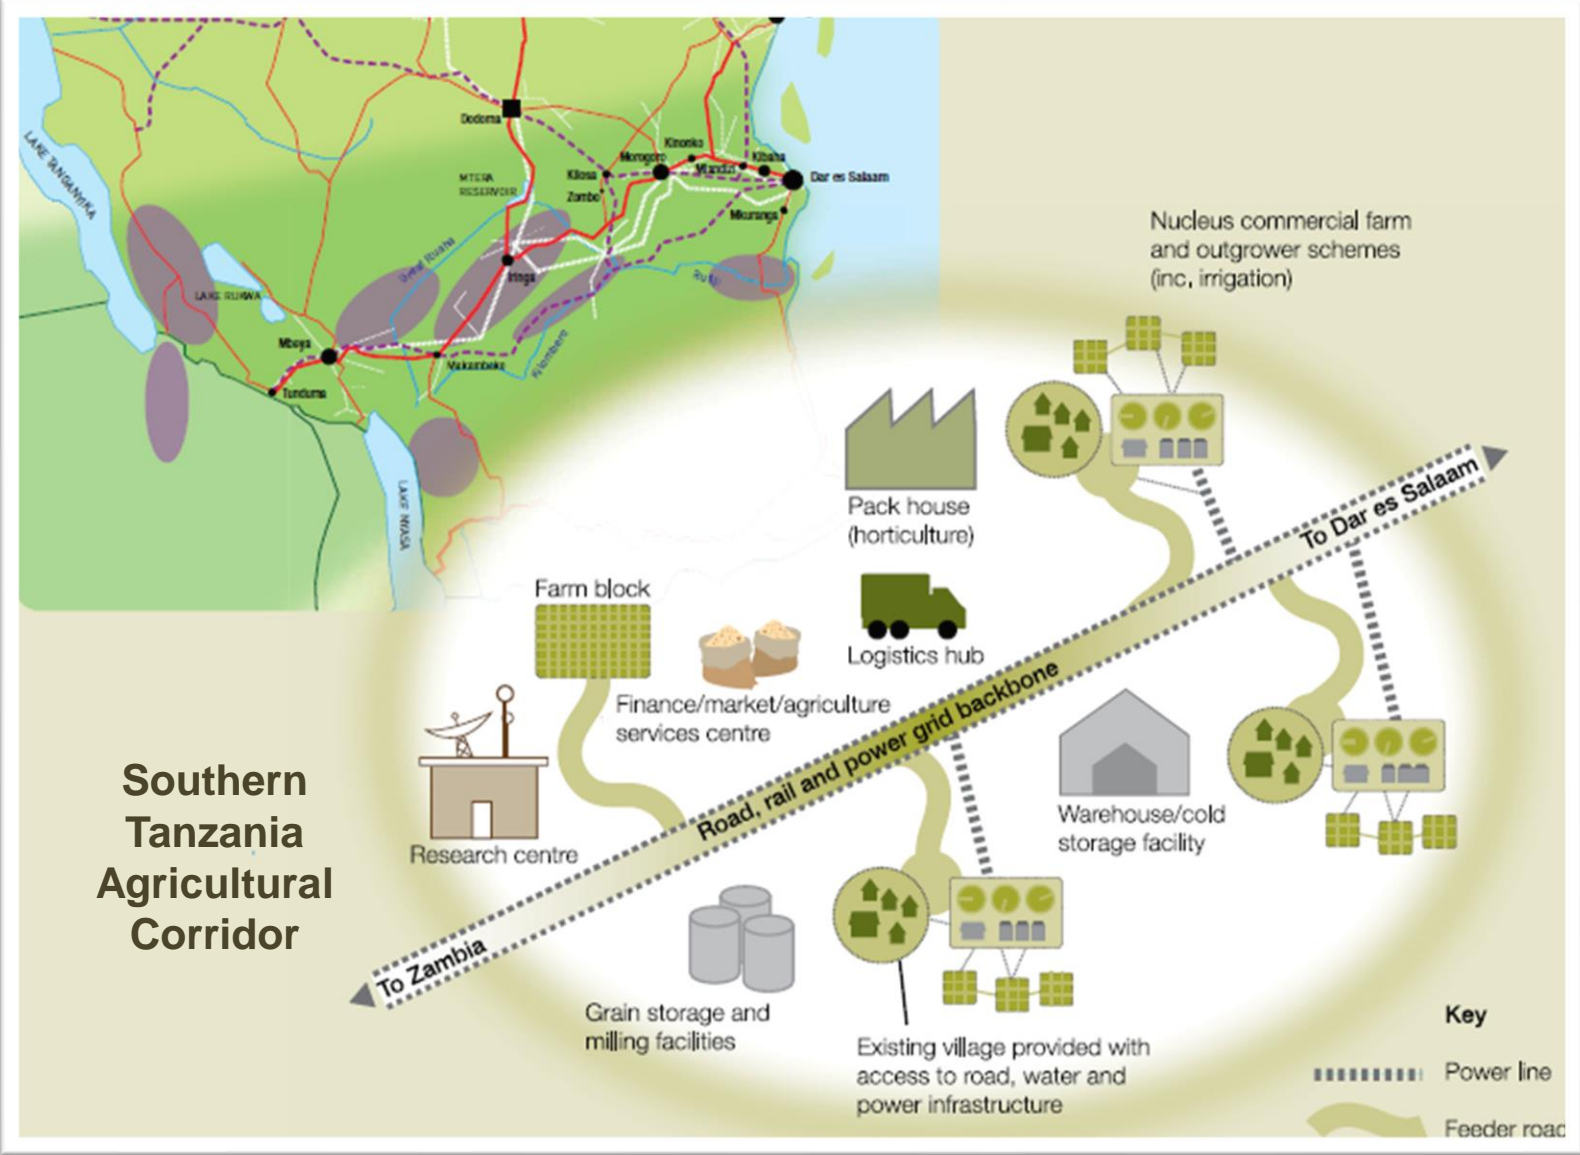 Dodoma
MTERA
RESERVOIR
Kilosa
Zombo
Morogoro
Kinonko
Mlandizi
Kibaha
Dar es Salaam
Mkuranga
LAKE TANGANYIKA
LAKE RUKWA
Great Ruaha
Iringa
Rufiji
Kilombero
Mbeya
Makambako
Tunduma
LAKE NYASA
Nucleus commercial farm
and outgrower schemes
(inc, irrigation)
Pack house
(horticulture)
To Dar es Salaam
Farm block
Logistics hub
Finance/market/agriculture
services centre
Road, rail and power grid backbone
Southern
Tanzania
Agricultural
Corridor
Research centre
Warehouse/cold
storage facility
To Zambia
Grain storage and
milling facilities
Existing village provided with
access to road, water and
power infrastructure
Key
Power line
Feeder road